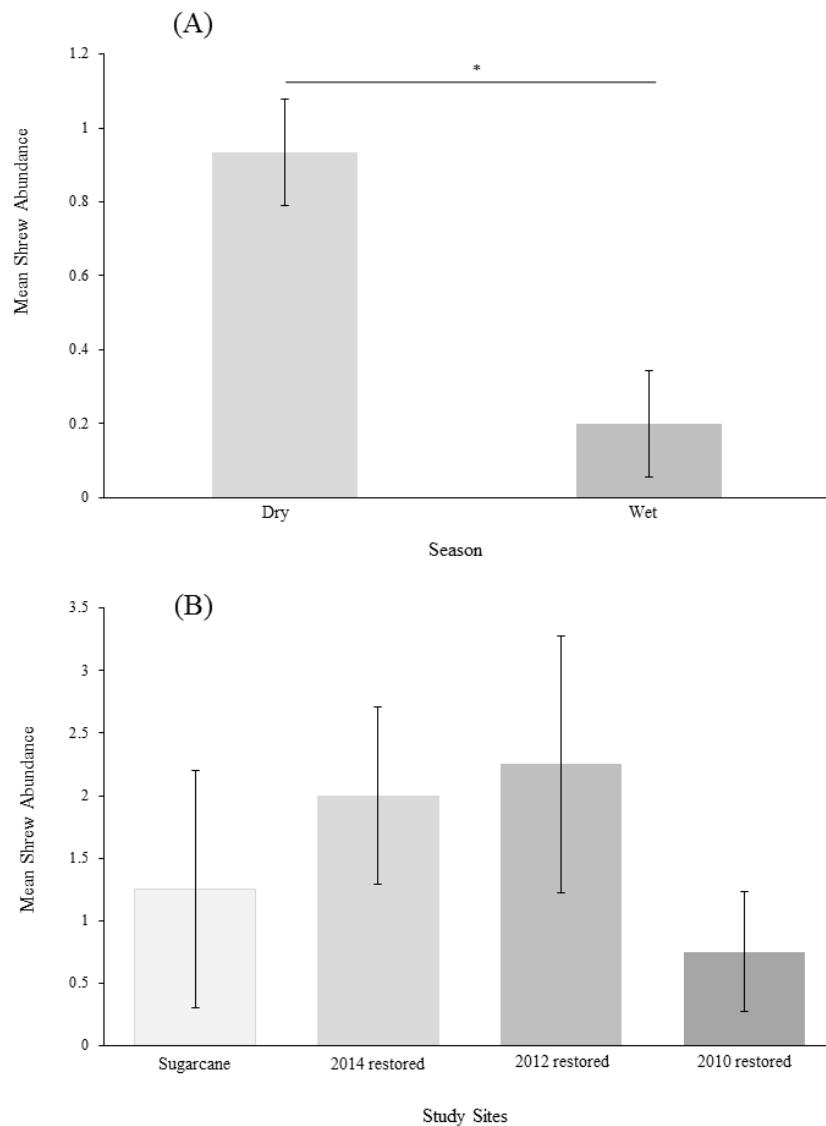 (A)
1.2
*
1
0.8
0.6
0.4
0.2
0
Mean Shrew Abundance
Dry Wet
Season
(B)
3.5
3
2.5
2
1.5
1
0.5
0
Mean Shrew Abundance
Sugarcane 2014 restored 2012 restored 2010 restored
Study Sites